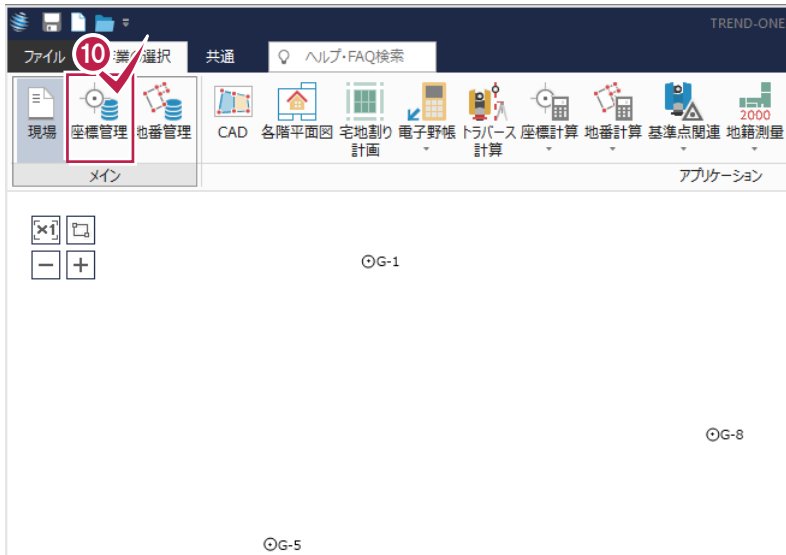 TREND-ONE
ファイル 業の選択 共通 ヘルプ・FAQ検索
10
現場 座標管理 地番管理 CAD 各階平面図 宅地割り計画 電子野帳 トラバース計算 座標計算 地番計算 基準点関連 地籍測量
2000
メイン アプリケーション
×1
G-1
G-8
G-5